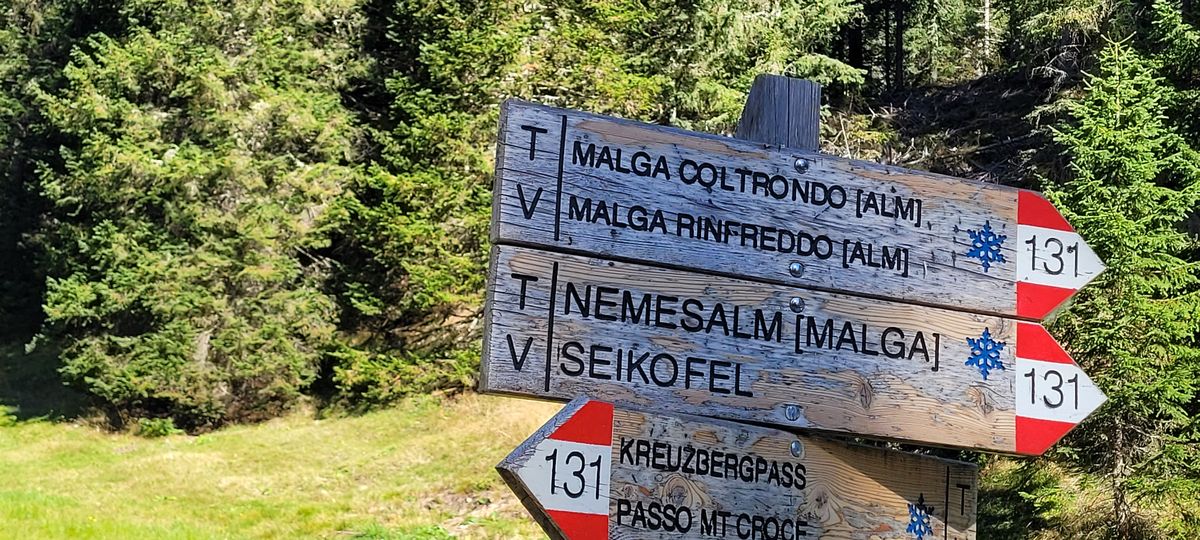 T MALGA COLTRONDO [ALM]
V MALGA RINFREDDO [ALM]
131
T NEMESALM [MALGA]
V SEIKOFEL
131
131 KREUZBERGPASS T
PASSO MT CROCE